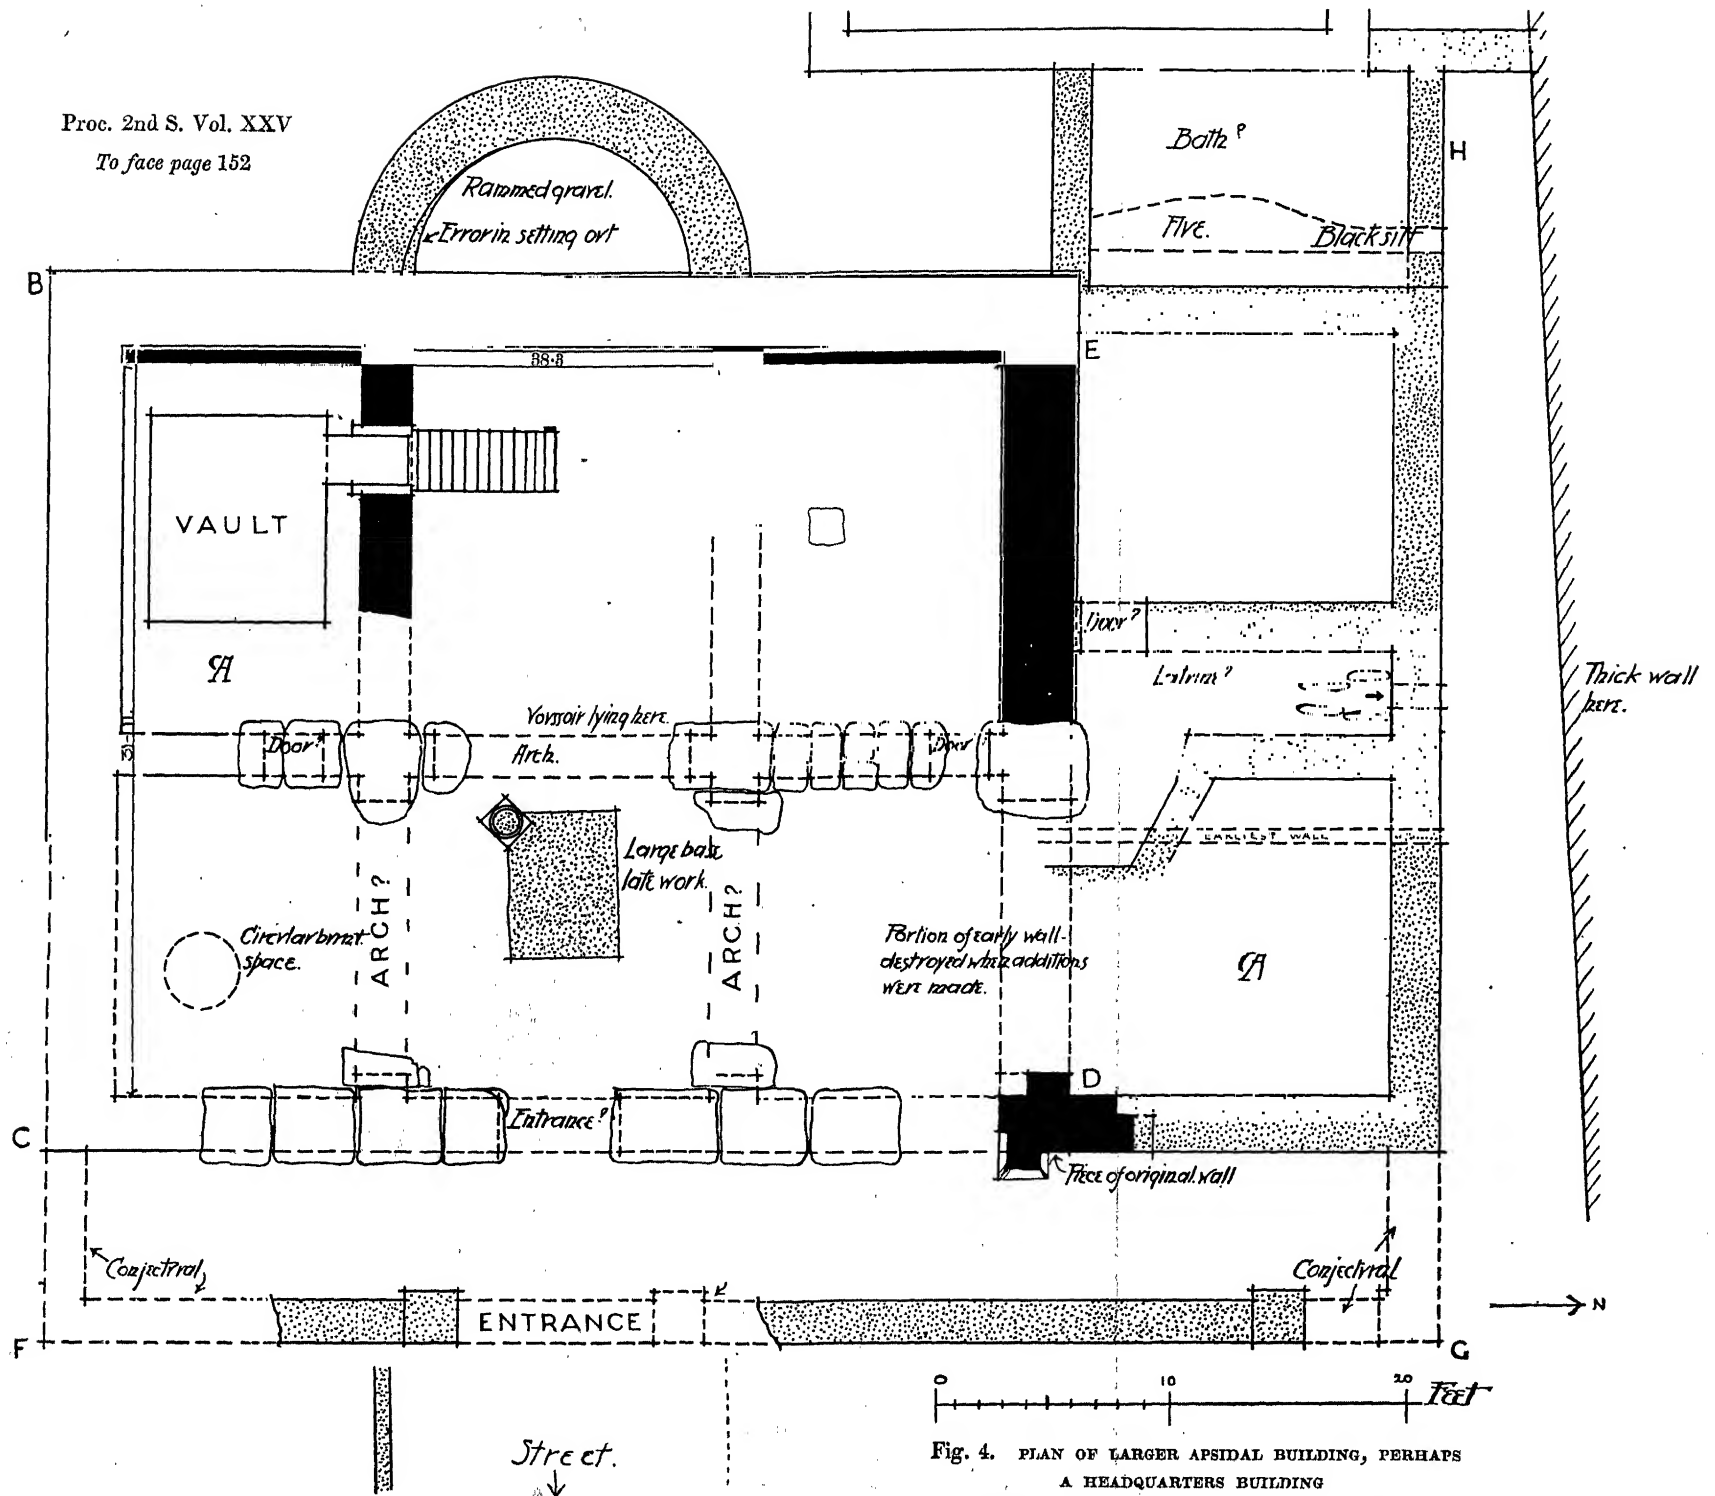 Proc. 2nd S. Vol. XXV
To face page 152
Rammed gravel.
Error in setting out
Bath?
H
Flue.
Black silt
B
E
38·3
VAULT
Door?
Latrine?
Thick wall
here.
A
Voussoir lying here.
Door?
Arch.
Door
EARLIEST WALL
Large base
late work.
ARCH?
ARCH?
Circular burnt
space.
Portion of early wall-
destroyed when additions
were made.
A
D
C
Entrance?
Piece of original wall
Conjectural
Conjectural
N
ENTRANCE
F
G
0 10 20 Feet
Street.
Fig. 4. PLAN OF LARGER APSIDAL BUILDING, PERHAPS
A HEADQUARTERS BUILDING